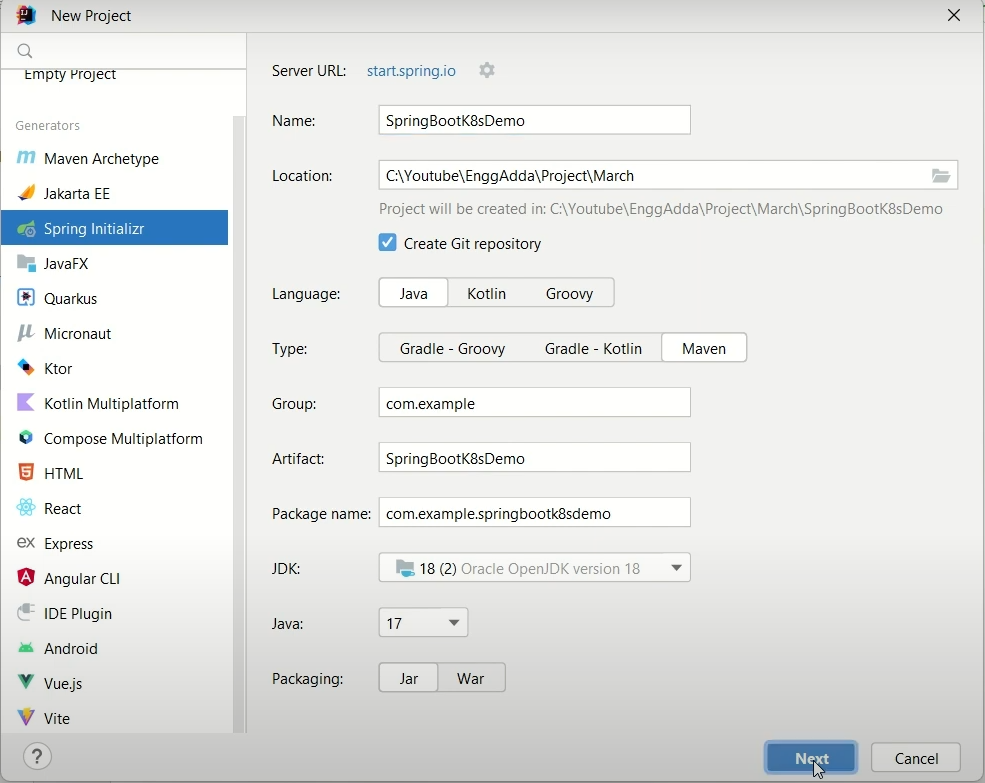 New Project
Empty Project
Generators
Maven Archetype
Jakarta EE
Spring Initializr
JavaFX
Quarkus
Micronaut
Ktor
Kotlin Multiplatform
Compose Multiplatform
HTML
React
ex Express
Angular CLI
IDE Plugin
Android
Vue.js
Vite
Server URL: start.spring.io
Name: SpringBootK8sDemo
Location: C:\Youtube\EnggAdda\Project\March
Project will be created in: C:\Youtube\EnggAdda\Project\March\SpringBootK8sDemo
Create Git repository
Language: Java Kotlin Groovy
Type: Gradle - Groovy Gradle - Kotlin Maven
Group: com.example
Artifact: SpringBootK8sDemo
Package name: com.example.springbootk8sdemo
JDK: 18 (2) Oracle OpenJDK version 18
Java: 17
Packaging: Jar War
? Next Cancel